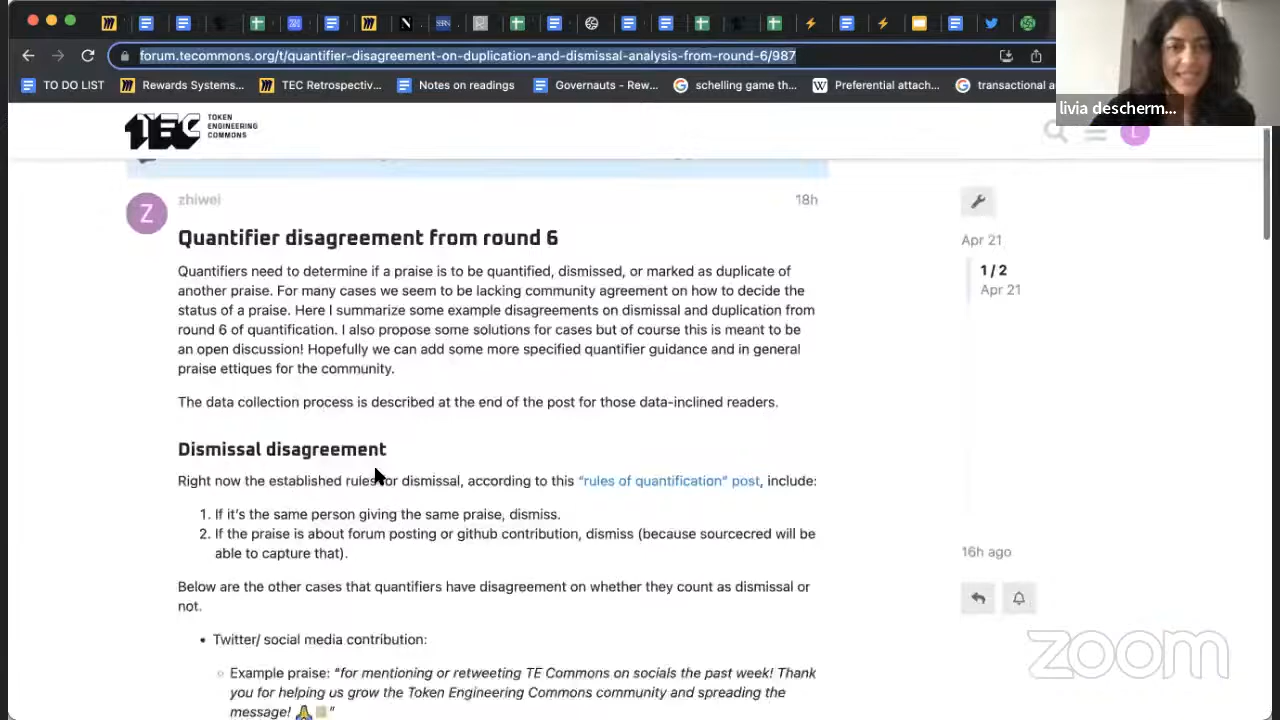 forum.tecommons.org/t/quantifier-disagreement-on-duplication-and-dismissal-analysis-from-round-6/987
TO DO LIST
Rewards Systems...
TEC Retrospectiv...
Notes on readings
Governauts - Rew...
schelling game th...
Preferential attach...
transactional a
livia descherm...
TEC
TOKEN
ENGINEERING
COMMONS
L
Z
zhiwei
18h
Quantifier disagreement from round 6
Quantifiers need to determine if a praise is to be quantified, dismissed, or marked as duplicate of
another praise. For many cases we seem to be lacking community agreement on how to decide the
status of a praise. Here I summarize some example disagreements on dismissal and duplication from
round 6 of quantification. I also propose some solutions for cases but of course this is meant to be
an open discussion! Hopefully we can add some more specified quantifier guidance and in general
praise ettiques for the community.
The data collection process is described at the end of the post for those data-inclined readers.
Dismissal disagreement
Right now the established rules for dismissal, according to this “rules of quantification” post, include:
1. If it’s the same person giving the same praise, dismiss.
2. If the praise is about forum posting or github contribution, dismiss (because sourcecred will be
able to capture that).
Below are the other cases that quantifiers have disagreement on whether they count as dismissal or
not.
• Twitter/ social media contribution:
○ Example praise: “for mentioning or retweeting TE Commons on socials the past week! Thank
you for helping us grow the Token Engineering Commons community and spreading the
message! 🙏 ”
Apr 21
1 / 2
Apr 21
16h ago
zoom